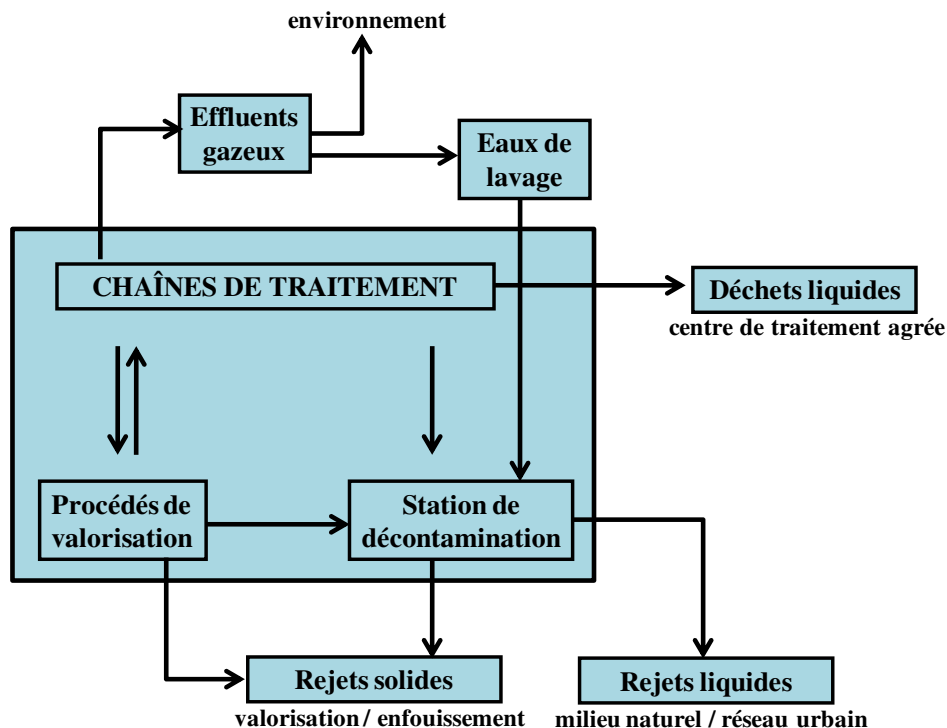 environnement
Effluents
gazeux
Eaux de
lavage
CHAÎNES DE TRAITEMENT
Déchets liquides
centre de traitement agrée
Procédés de
valorisation
Station de
décontamination
Rejets solides
valorisation / enfouissement
Rejets liquides
milieu naturel / réseau urbain